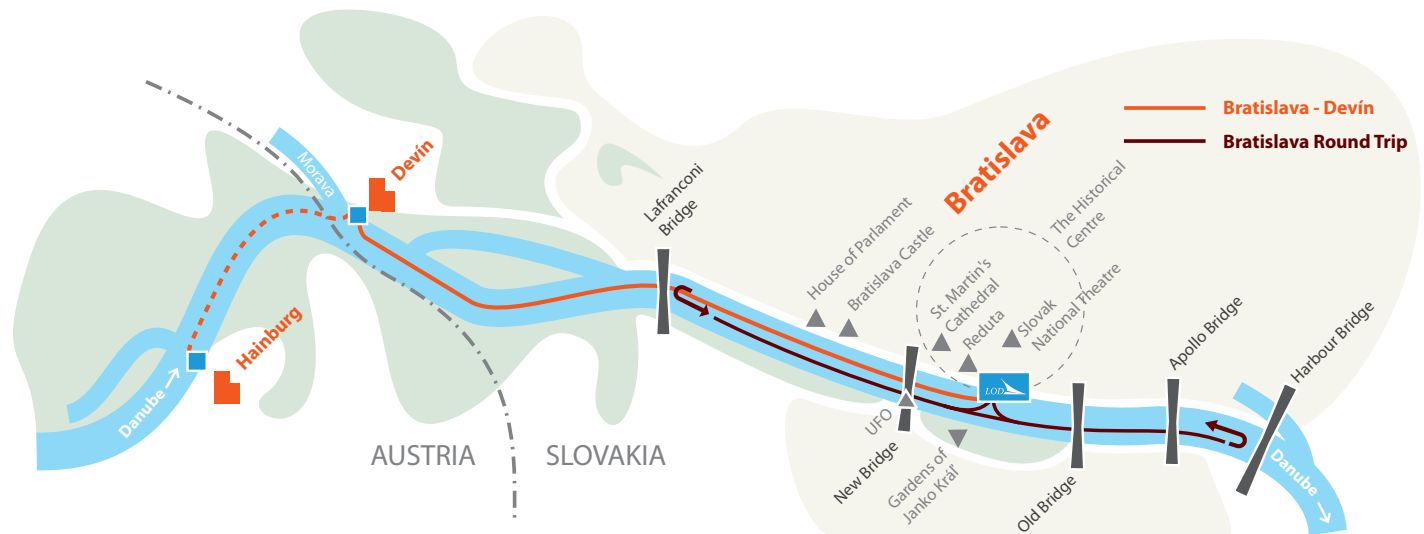 Bratislava - Devín
Bratislava Round Trip
Bratislava
The Historical
Centre
Devín
Morava
Lafranconi
Bridge
House of Parlament
Bratislava Castle
St. Martin's
Cathedral
Reduta
Slovak
National Theatre
Apollo Bridge
Harbour Bridge
Hainburg
Danube
LOD
UFO
New Bridge
Gardens of
Janko Kráľ
Old Bridge
Danube
AUSTRIA
SLOVAKIA